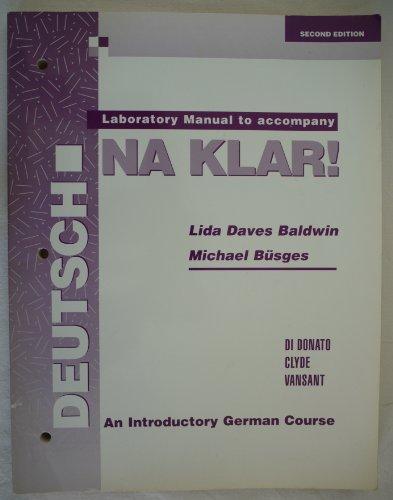 SECOND EDITION
Laboratory Manual to accompany
DEUTSCH
NA KLAR!
Lida Daves Baldwin
Michael Büsges
DI DONATO
CLYDE
VANSANT
An Introductory German Course